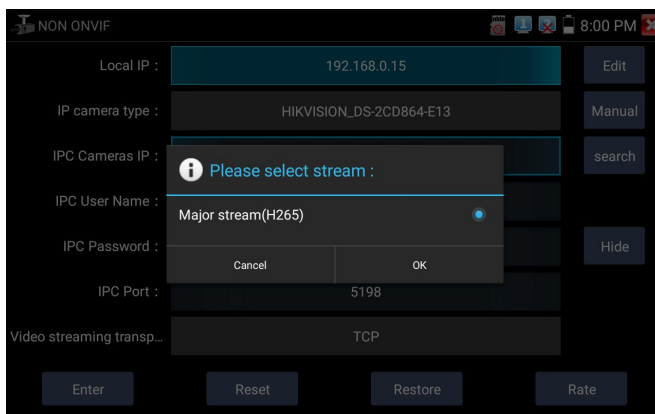 NON ONVIF
8:00 PM
Local IP :
192.168.0.15
Edit
IP camera type :
HIKVISION_DS-2CD864-E13
Manual
IPC Cameras IP :
search
Please select stream :
IPC User Name :
Major stream(H265)
IPC Password :
Hide
Cancel
OK
IPC Port :
5198
Video streaming transp...
TCP
Enter
Reset
Restore
Rate